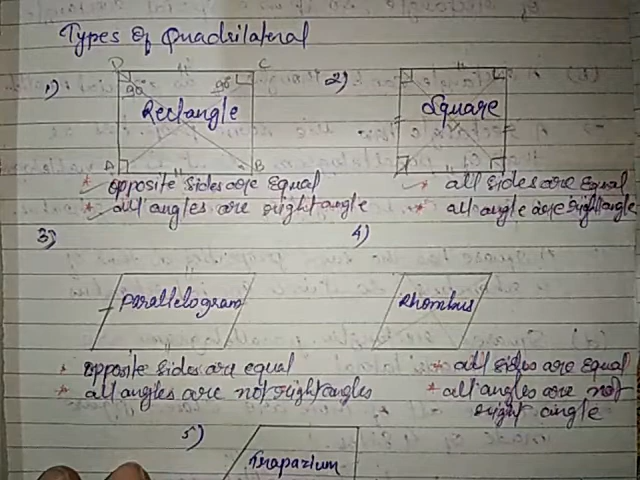 Types of Quadrilateral
1)
D
C
90°
90°
Rectangle
A
B
* opposite sides are equal
* all angles are right angle
2)
Square
* all sides are equal
* all angle are right angle
3)
Parallelogram
* opposite sides are equal
* all angles are not right angles
4)
Rhombus
* all sides are equal
* all angles are not
right angle
5)
Traparium